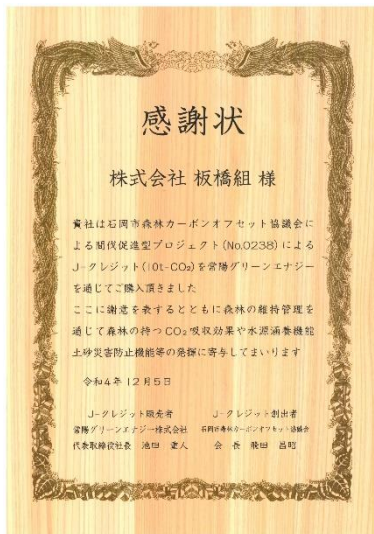 感謝状
株式会社 板橋組 様
貴社は石岡市森林カーボンオフセット協議会に
よる間伐促進型プロジェクト(No.0238)による
J-クレジット(10t-CO₂)を常陽グリーンエナジー
を通じてご購入頂きました
ここに謝意を表するとともに森林の維持管理を
通じて森林の持つCO₂吸収効果や水源涵養機能
土砂災害防止機能等の発揮に寄与してまいります
令和4年12月5日
J-クレジット販売者 J-クレジット創出者
常陽グリーンエナジー株式会社 石岡市森林カーボンオフセット協議会
代表取締役社長 池田 重人 会長 飛田 昌昭